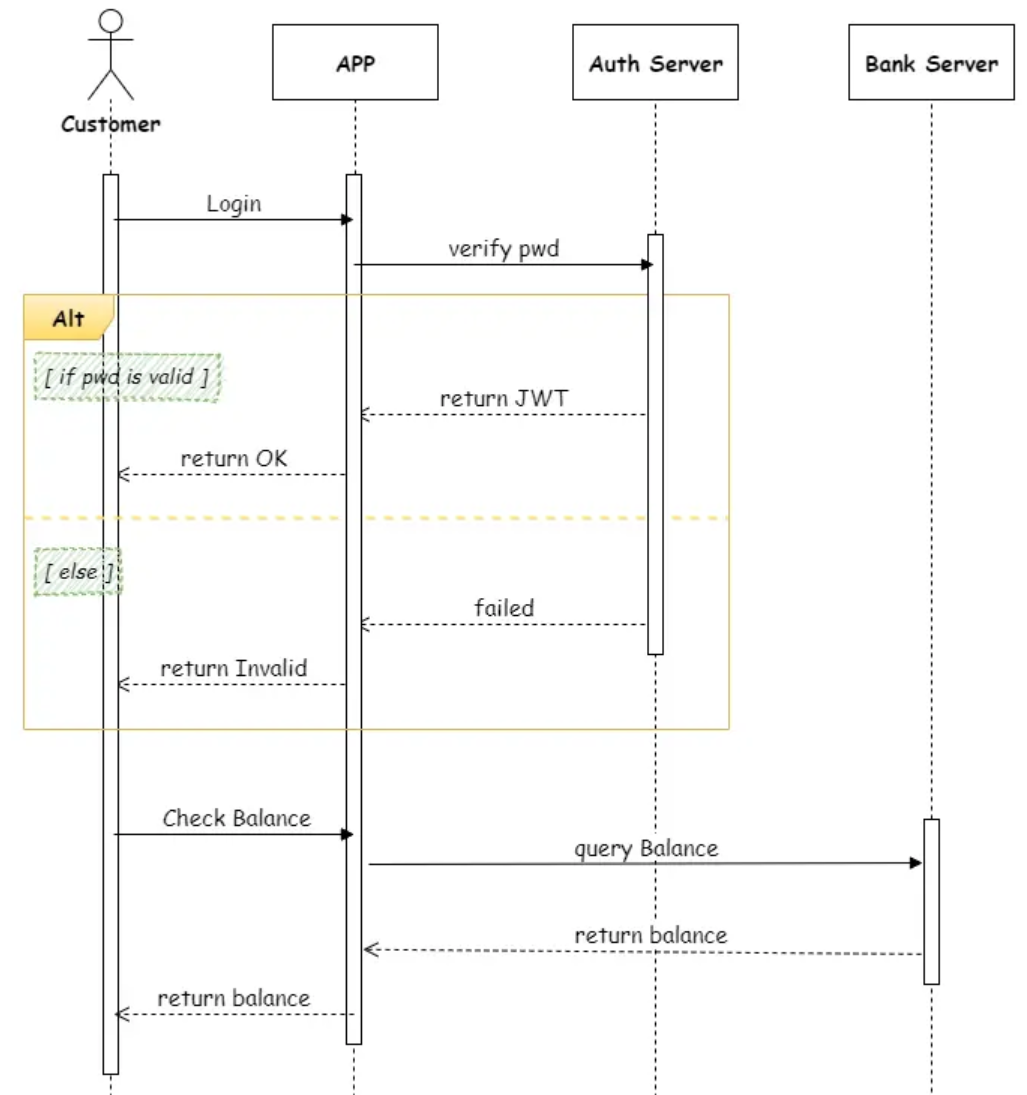 APP
Auth Server
Bank Server
Customer
Login
verify pwd
Alt
[ if pwd is valid ]
return JWT
return OK
[ else ]
failed
return Invalid
Check Balance
query Balance
return balance
return balance